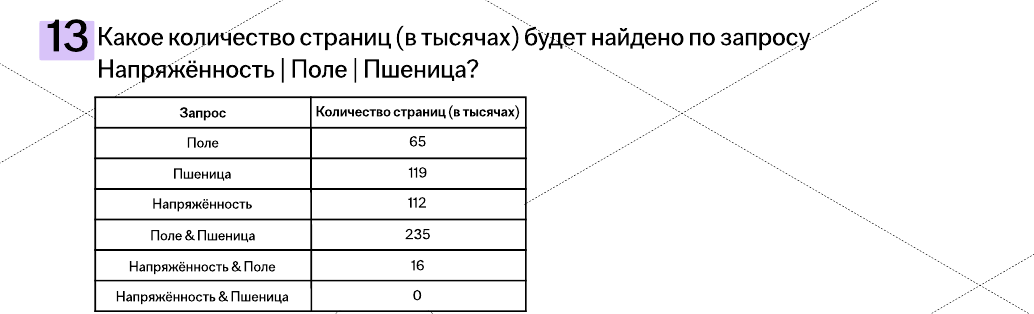 13 Какое количество страниц (в тысячах) будет найдено по запросу
Напряжённость | Поле | Пшеница?
Запрос Количество страниц (в тысячах)
Поле 65
Пшеница 119
Напряжённость 112
Поле & Пшеница 235
Напряжённость & Поле 16
Напряжённость & Пшеница 0